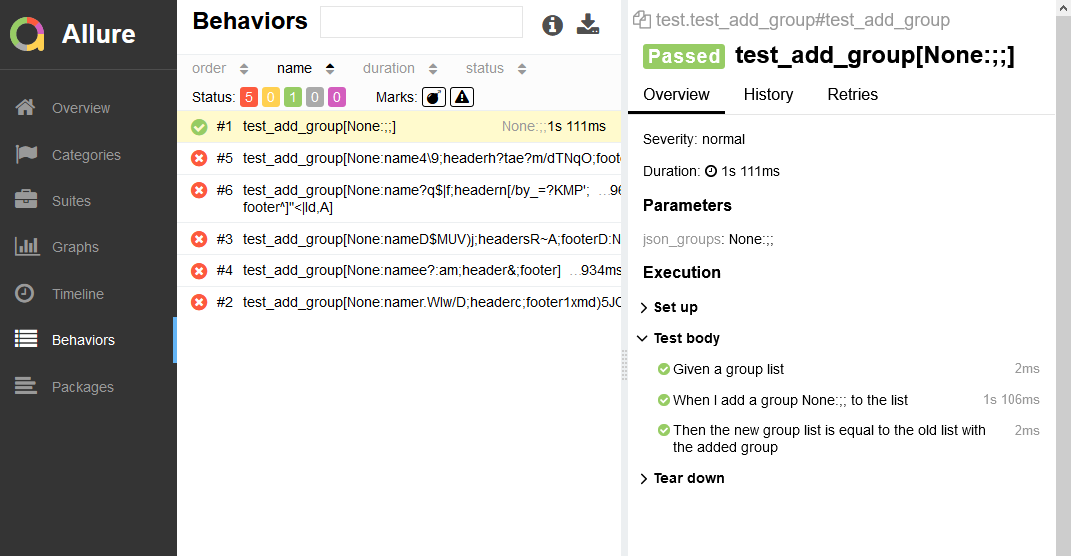 Allure
Overview
Categories
Suites
Graphs
Timeline
Behaviors
Packages
Behaviors
order name duration status
Status: 5 0 1 0 0 Marks:
#1 test_add_group[None:;;] None:;;1s 111ms
#5 test_add_group[None:name4\9;headerh?tae?m/dTNqO;foot
#6 test_add_group[None:name?q$|f;headern[/by_=?KMP'; ...96
footer^]"<|ld,A]
#3 test_add_group[None:nameD$MUV)j;headersR~A;footerD:N
#4 test_add_group[None:namee?:am;header&;footer] ...934ms
#2 test_add_group[None:namer.Wlw/D;headerc;footer1xmd)5JC
test.test_add_group#test_add_group
Passed test_add_group[None:;;]
Overview History Retries
Severity: normal
Duration: 1s 111ms
Parameters
json_groups: None:;;
Execution
Set up
Test body
Given a group list 2ms
When I add a group None:;; to the list 1s 106ms
Then the new group list is equal to the old list with 2ms
the added group
Tear down